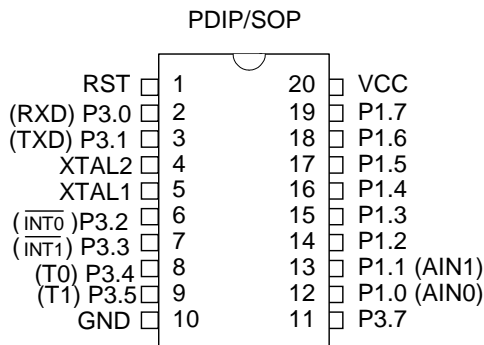 PDIP/SOP
RST 1 20 VCC
(RXD) P3.0 2 19 P1.7
(TXD) P3.1 3 18 P1.6
XTAL2 4 17 P1.5
XTAL1 5 16 P1.4
(INT0)P3.2 6 15 P1.3
(INT1) P3.3 7 14 P1.2
(T0) P3.4 8 13 P1.1 (AIN1)
(T1) P3.5 9 12 P1.0 (AIN0)
GND 10 11 P3.7